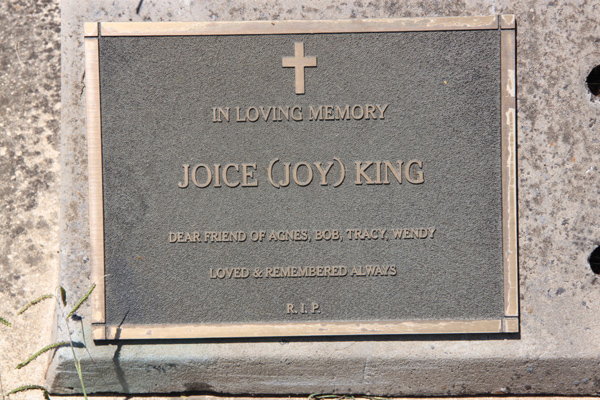 IN LOVING MEMORY
JOICE (JOY) KING
DEAR FRIEND OF AGNES, BOB, TRACY, WENDY
LOVED & REMEMBERED ALWAYS
R. I. P.